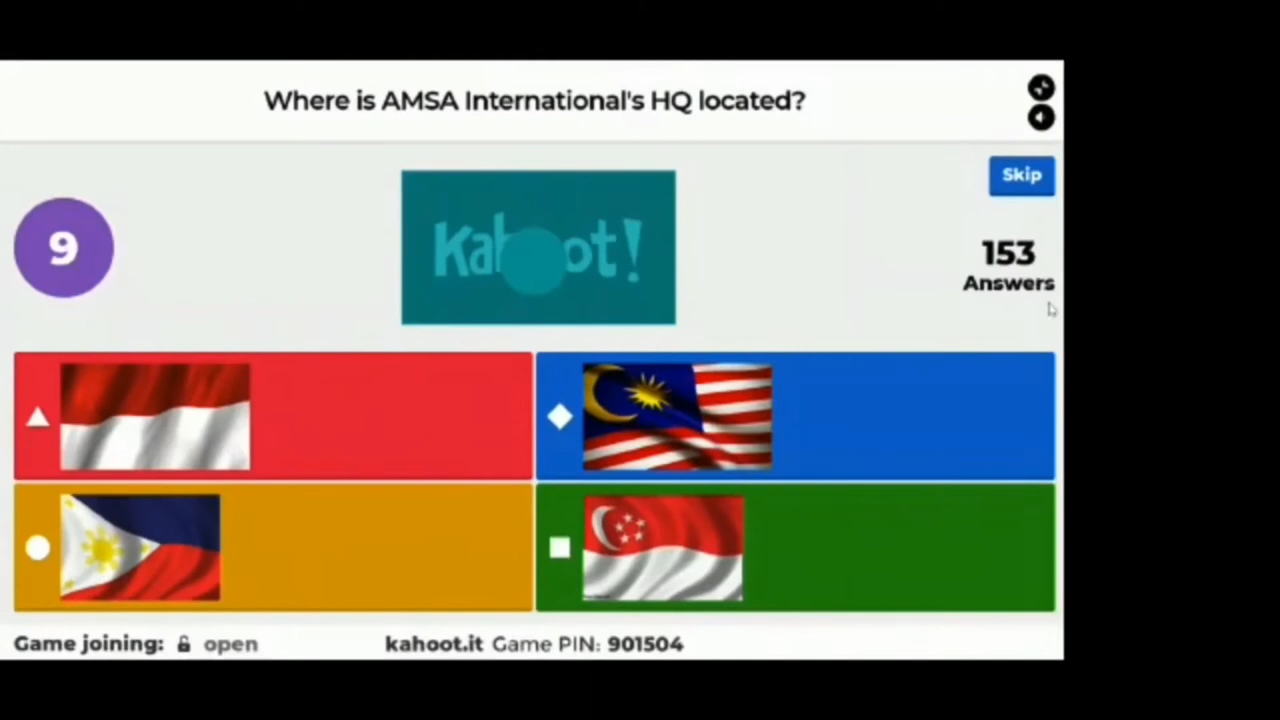 Where is AMSA International's HQ located?
Skip
9
Kahoot!
153
Answers
Game joining: open
kahoot.it Game PIN: 901504